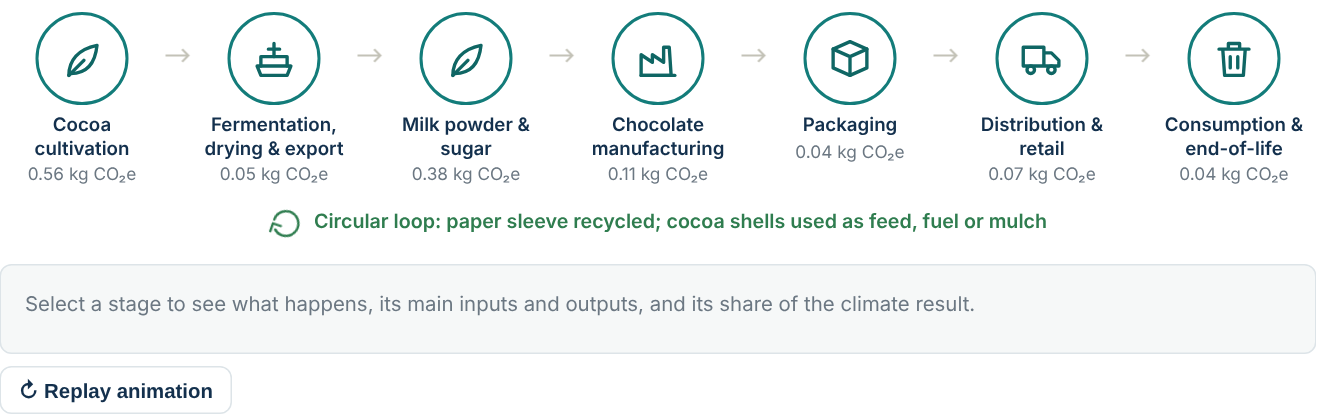 Cocoa
cultivation
0.56 kg CO₂e
Fermentation,
drying & export
0.05 kg CO₂e
Milk powder &
sugar
0.38 kg CO₂e
Chocolate
manufacturing
0.11 kg CO₂e
Packaging
0.04 kg CO₂e
Distribution &
retail
0.07 kg CO₂e
Consumption &
end-of-life
0.04 kg CO₂e
Circular loop: paper sleeve recycled; cocoa shells used as feed, fuel or mulch
Select a stage to see what happens, its main inputs and outputs, and its share of the climate result.
↻ Replay animation